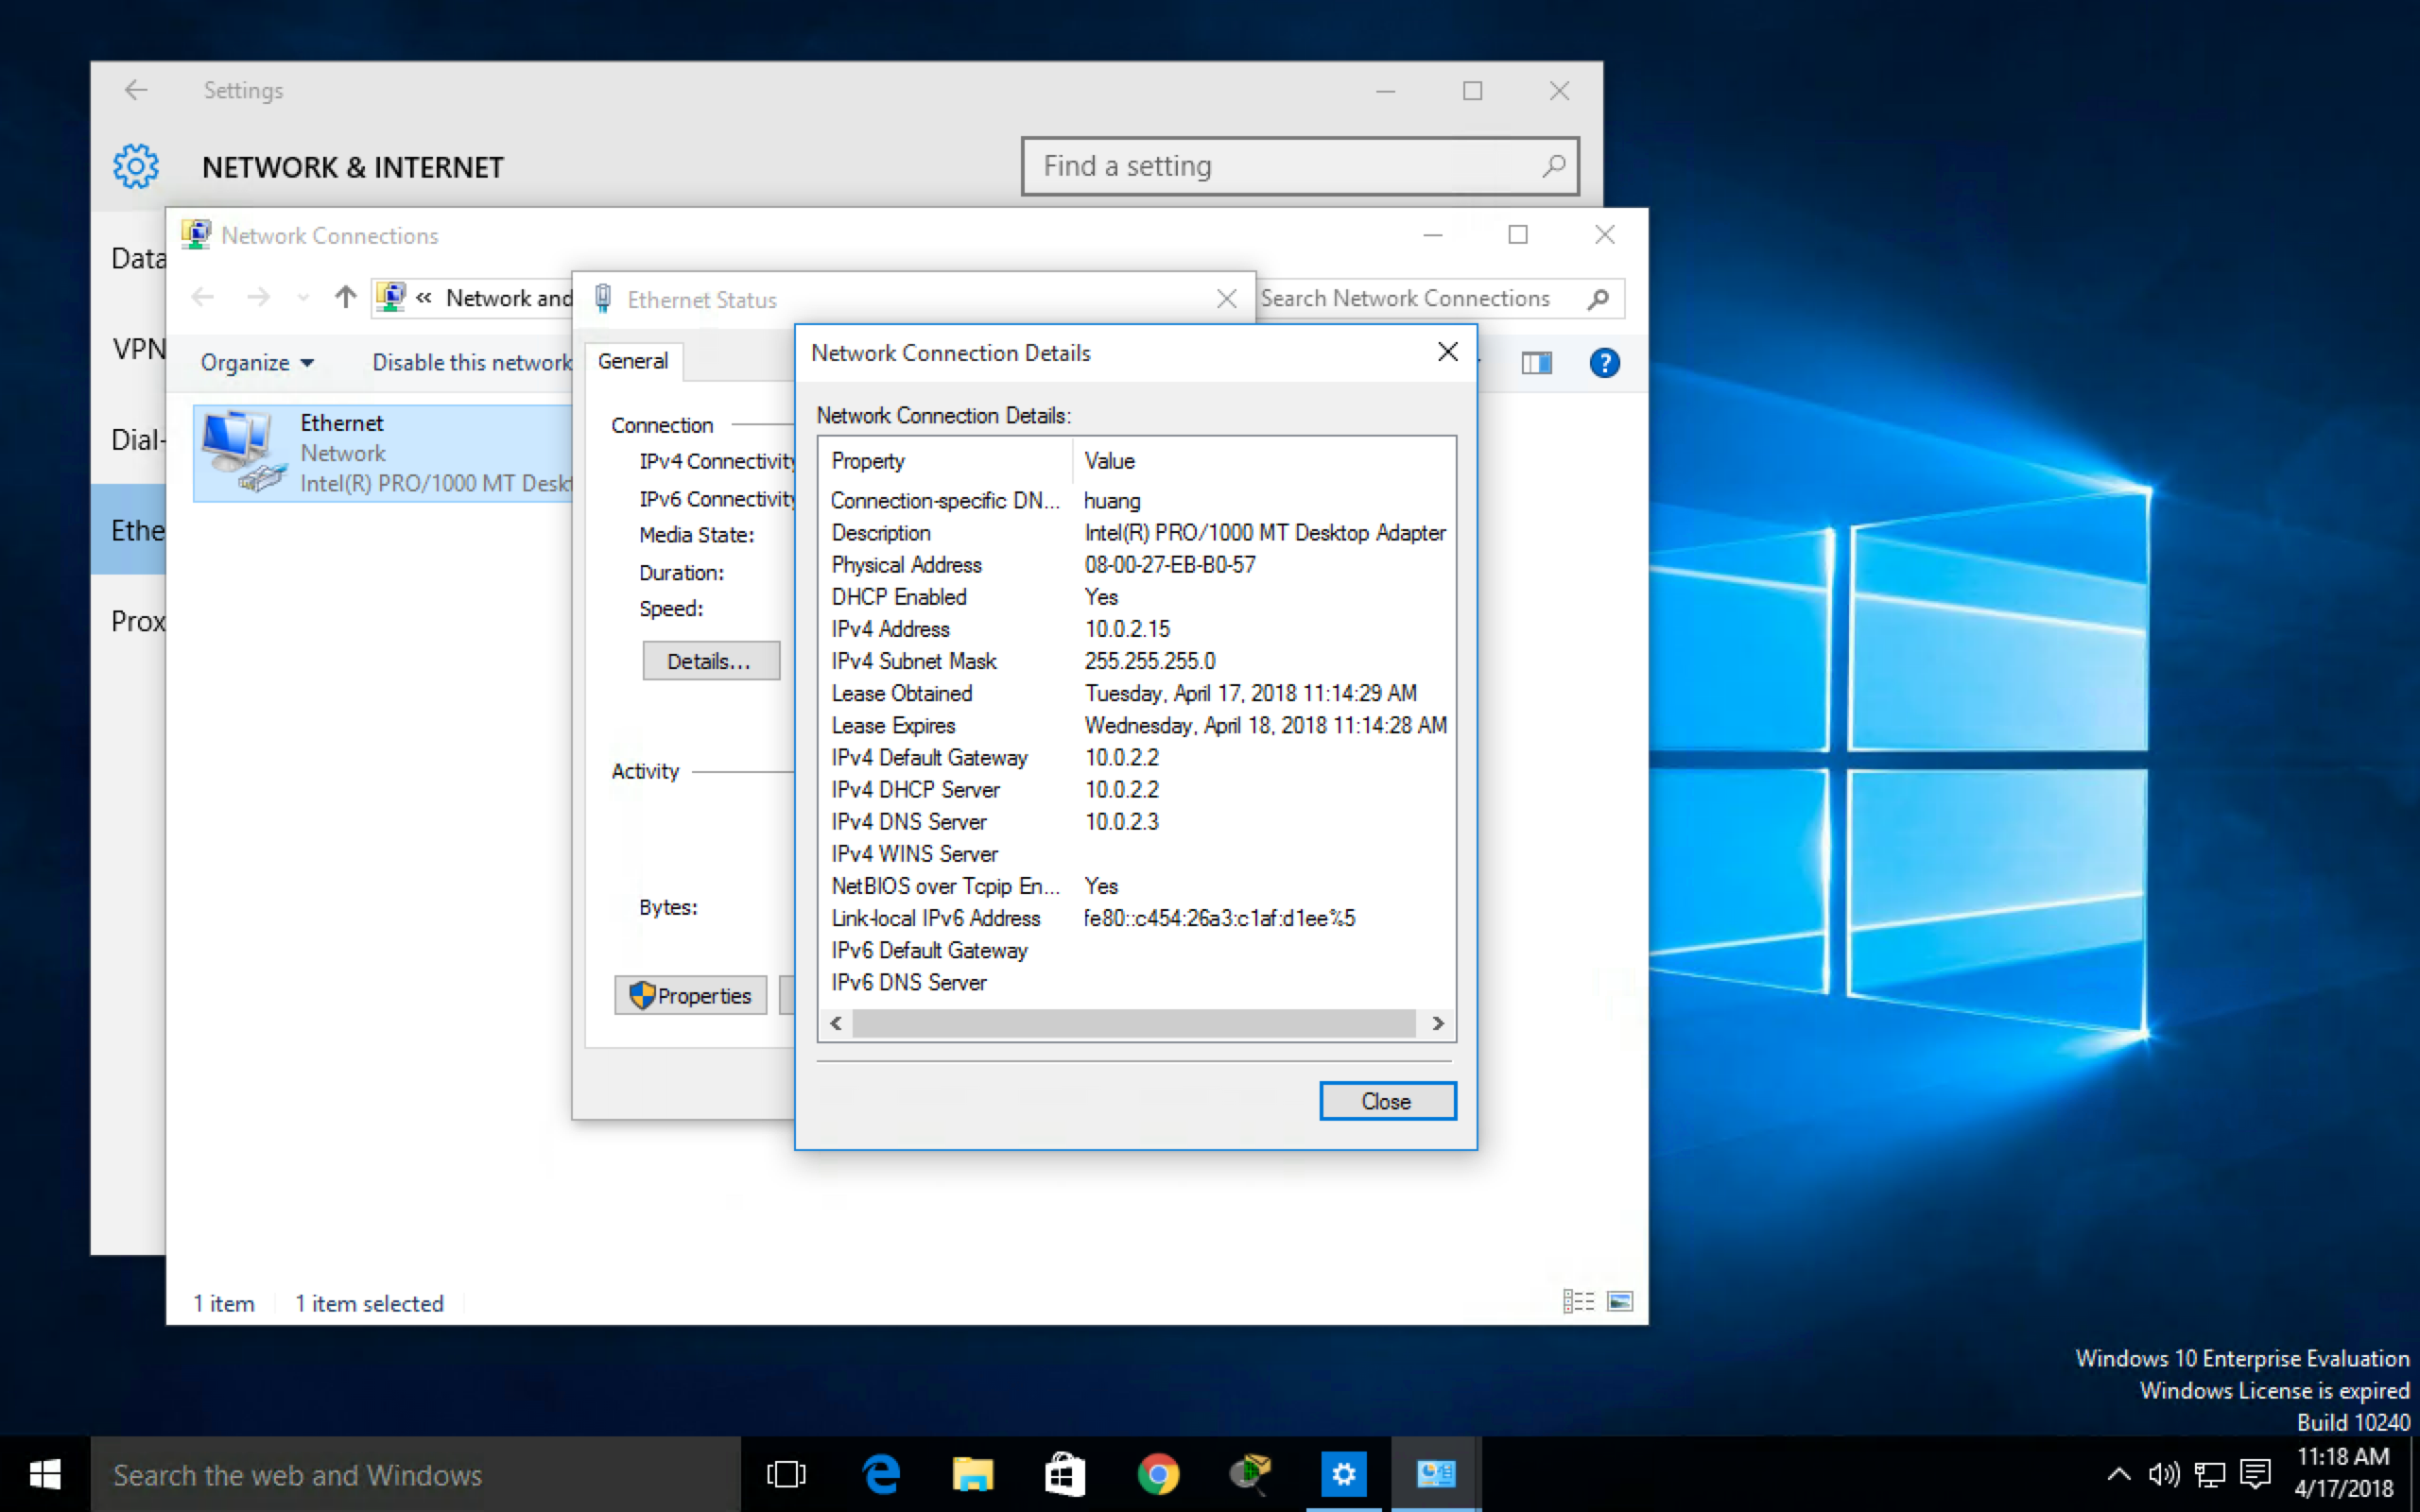 Settings
NETWORK & INTERNET
Find a setting
Data
VPN
Dial-
Ethe
Prox
Network Connections
« Network and
Search Network Connections
Organize
Disable this network
Ethernet
Network
Intel(R) PRO/1000 MT Deskt
1 item
1 item selected
Ethernet Status
General
Connection
IPv4 Connectivity
IPv6 Connectivity
Media State:
Duration:
Speed:
Details...
Activity
Bytes:
Properties
Network Connection Details
Network Connection Details:
Property Value
Connection-specific DN... huang
Description Intel(R) PRO/1000 MT Desktop Adapter
Physical Address 08-00-27-EB-B0-57
DHCP Enabled Yes
IPv4 Address 10.0.2.15
IPv4 Subnet Mask 255.255.255.0
Lease Obtained Tuesday, April 17, 2018 11:14:29 AM
Lease Expires Wednesday, April 18, 2018 11:14:28 AM
IPv4 Default Gateway 10.0.2.2
IPv4 DHCP Server 10.0.2.2
IPv4 DNS Server 10.0.2.3
IPv4 WINS Server
NetBIOS over Tcpip En... Yes
Link-local IPv6 Address fe80::c454:26a3:c1af:d1ee%5
IPv6 Default Gateway
IPv6 DNS Server
Close
Windows 10 Enterprise Evaluation
Windows License is expired
Build 10240
Search the web and Windows
11:18 AM
4/17/2018